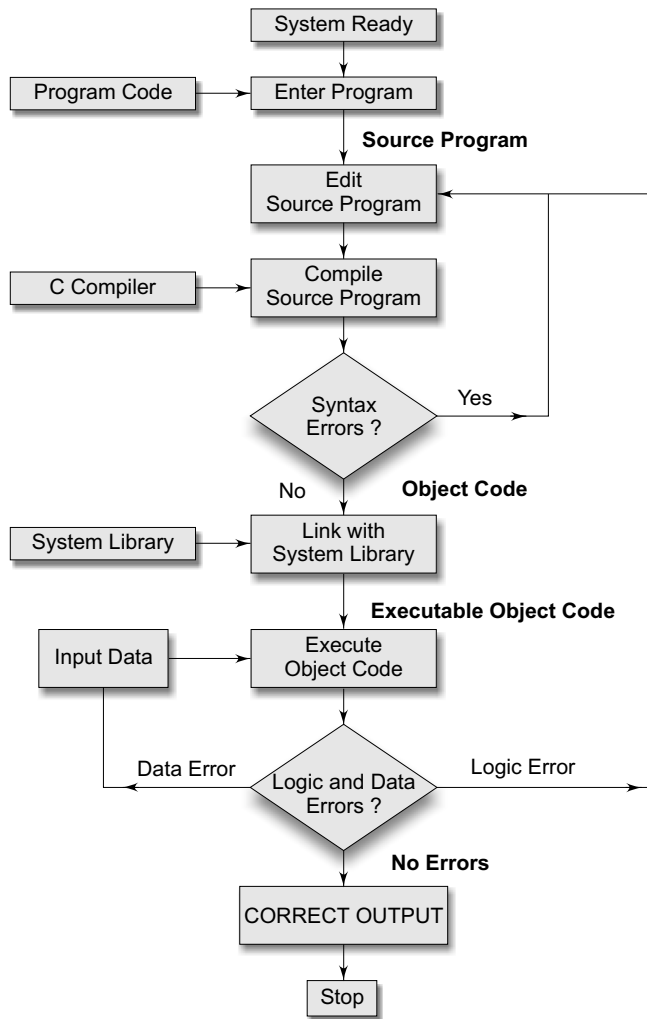 System Ready
Program Code
Enter Program
Source Program
Edit
Source Program
C Compiler
Compile
Source Program
Syntax
Errors ?
Yes
No
Object Code
System Library
Link with
System Library
Executable Object Code
Input Data
Execute
Object Code
Data Error
Logic and Data
Errors ?
Logic Error
No Errors
CORRECT OUTPUT
Stop